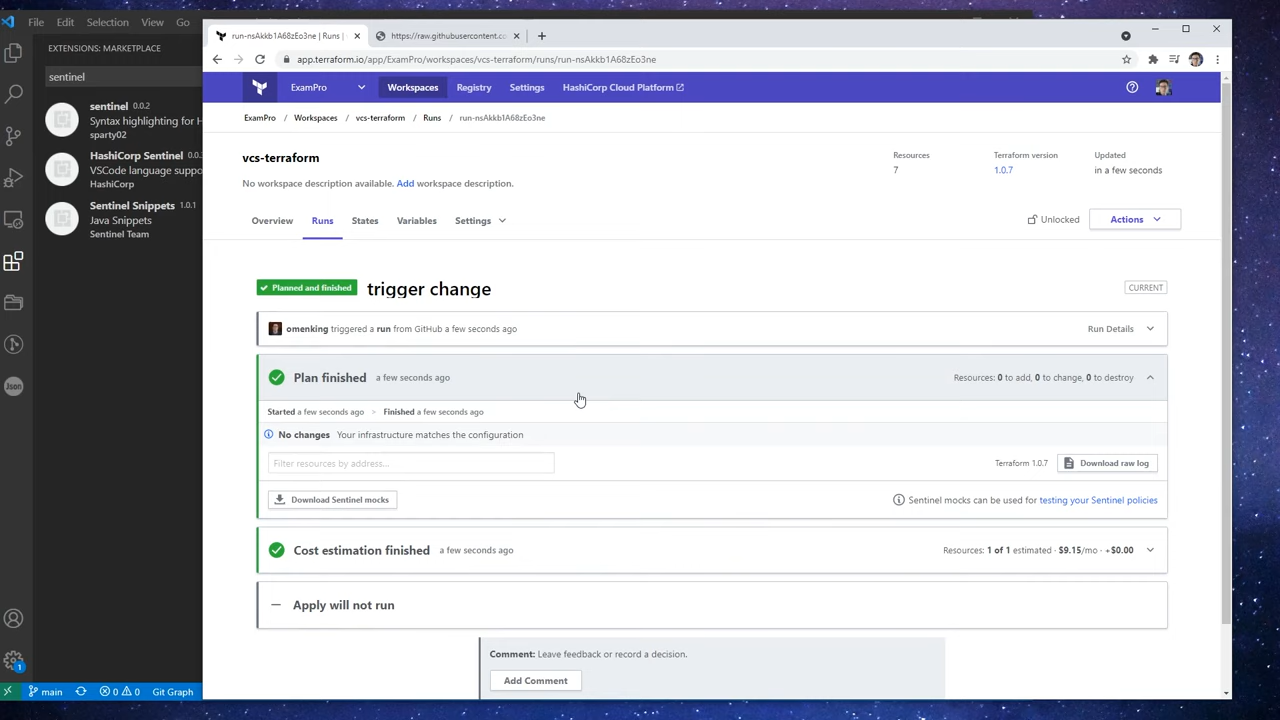 File Edit Selection View Go
EXTENSIONS: MARKETPLACE
sentinel
sentinel 0.0.2
Syntax highlighting for H
sparty02
HashiCorp Sentinel 0.0.
VSCode language suppo
HashiCorp
Sentinel Snippets 1.0.1
Java Snippets
Sentinel Team
Json
1
main 0 0 Git Graph
run-nsAkkb1A68zEo3ne | Runs |
https://raw.githubusercontent.co
app.terraform.io/app/ExamPro/workspaces/vcs-terraform/runs/run-nsAkkb1A68zEo3ne
ExamPro Workspaces Registry Settings HashiCorp Cloud Platform
ExamPro / Workspaces / vcs-terraform / Runs / run-nsAkkb1A68zEo3ne
vcs-terraform
No workspace description available. Add workspace description.
Resources
7
Terraform version
1.0.7
Updated
in a few seconds
Overview Runs States Variables Settings
Unlocked Actions
Planned and finished trigger change CURRENT
omenking triggered a run from GitHub a few seconds ago Run Details
Plan finished a few seconds ago Resources: 0 to add, 0 to change, 0 to destroy
Started a few seconds ago > Finished a few seconds ago
No changes Your infrastructure matches the configuration
Filter resources by address... Terraform 1.0.7 Download raw log
Download Sentinel mocks Sentinel mocks can be used for testing your Sentinel policies
Cost estimation finished a few seconds ago Resources: 1 of 1 estimated · $9.15/mo · +$0.00
Apply will not run
Comment: Leave feedback or record a decision.
Add Comment